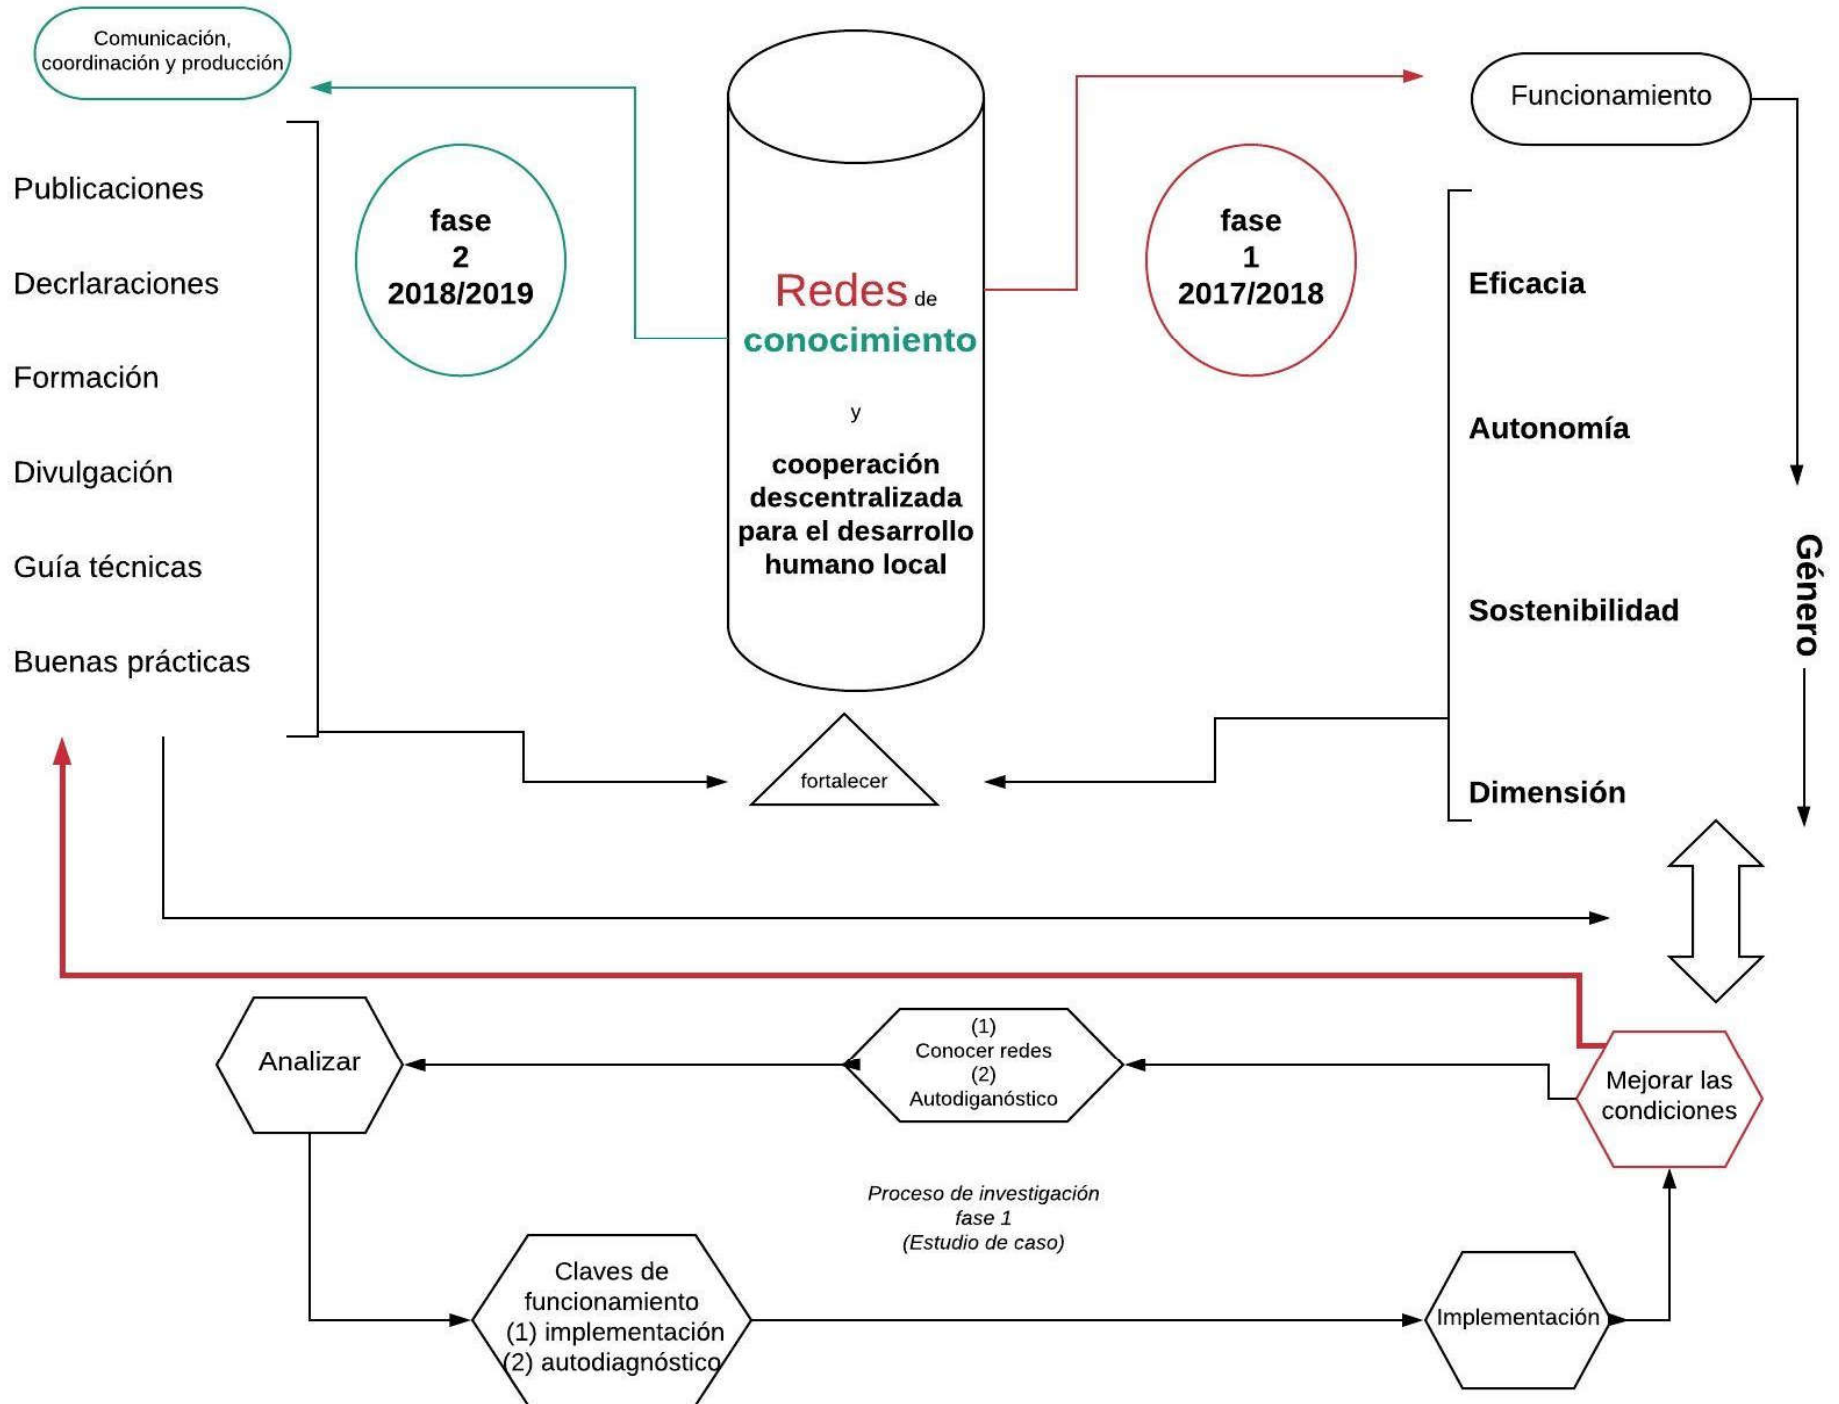 Comunicación,
coordinación y producción
Publicaciones
Decrlaraciones
Formación
Divulgación
Guía técnicas
Buenas prácticas
fase
2
2018/2019
Redes de
conocimiento
y
cooperación
descentralizada
para el desarrollo
humano local
fortalecer
fase
1
2017/2018
Funcionamiento
Eficacia
Autonomía
Sostenibilidad
Dimensión
Género
Analizar
(1)
Conocer redes
(2)
Autodiganóstico
Mejorar las
condiciones
Proceso de investigación
fase 1
(Estudio de caso)
Claves de
funcionamiento
(1) implementación
(2) autodiagnóstico
Implementación